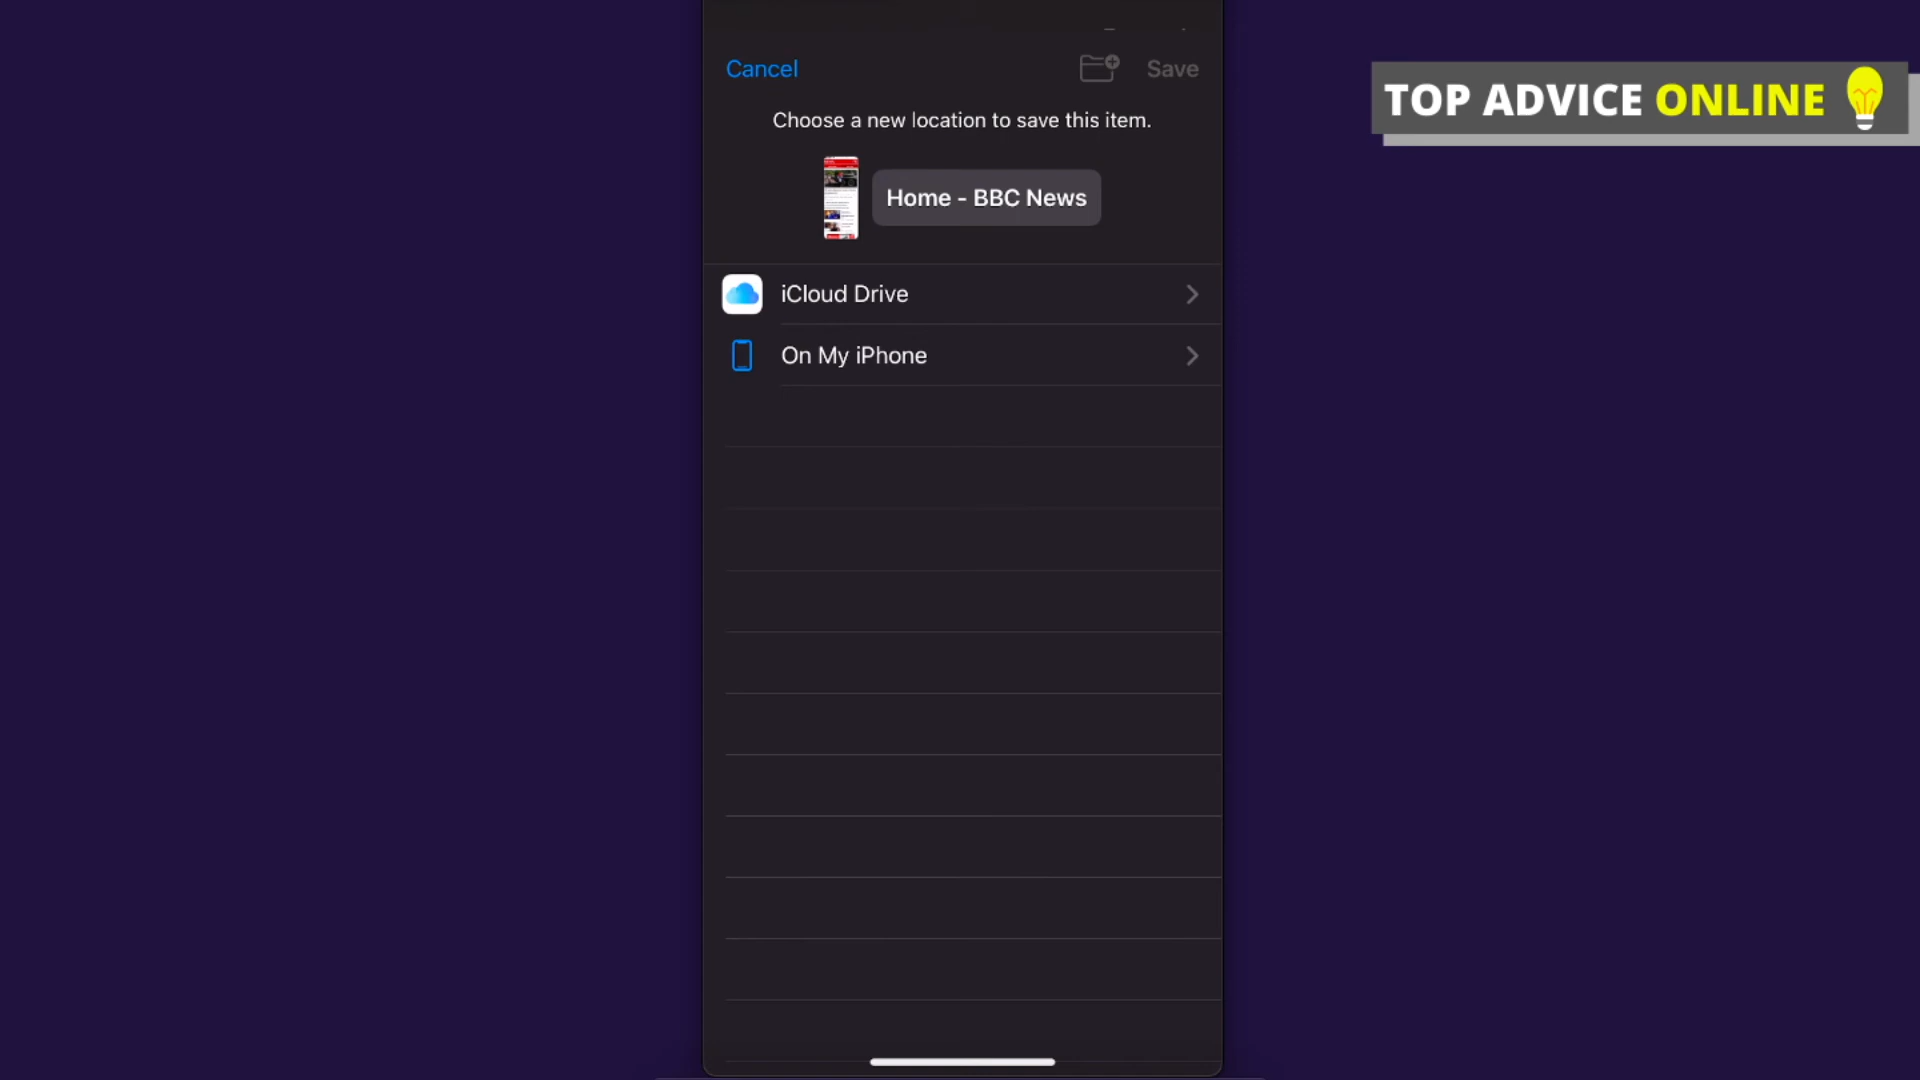 Cancel
Save
TOP ADVICE ONLINE
Choose a new location to save this item.
Home - BBC News
iCloud Drive
On My iPhone